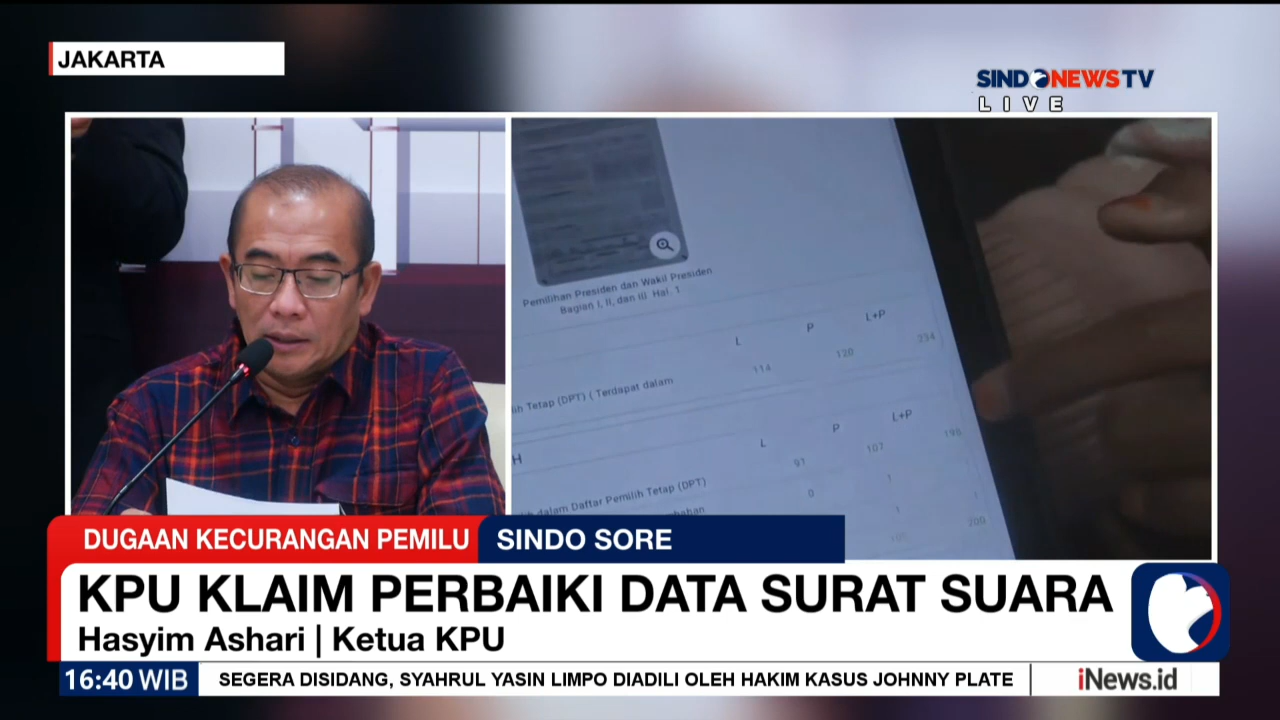 JAKARTA
SINDONEWS TV
LIVE
Pemilihan Presiden dan Wakil Presiden
Bagian I, II, dan III Hal. 1
L P L+P
lih Tetap (DPT) ( Terdapat dalam
114 120 234
H L P L+P
dalam Daftar Pemilih Tetap (DPT)
91 107 198
0 1 1
200
DUGAAN KECURANGAN PEMILU
SINDO SORE
KPU KLAIM PERBAIKI DATA SURAT SUARA
Hasyim Ashari | Ketua KPU
16:40 WIB
SEGERA DISIDANG, SYAHRUL YASIN LIMPO DIADILI OLEH HAKIM KASUS JOHNNY PLATE
iNews.id